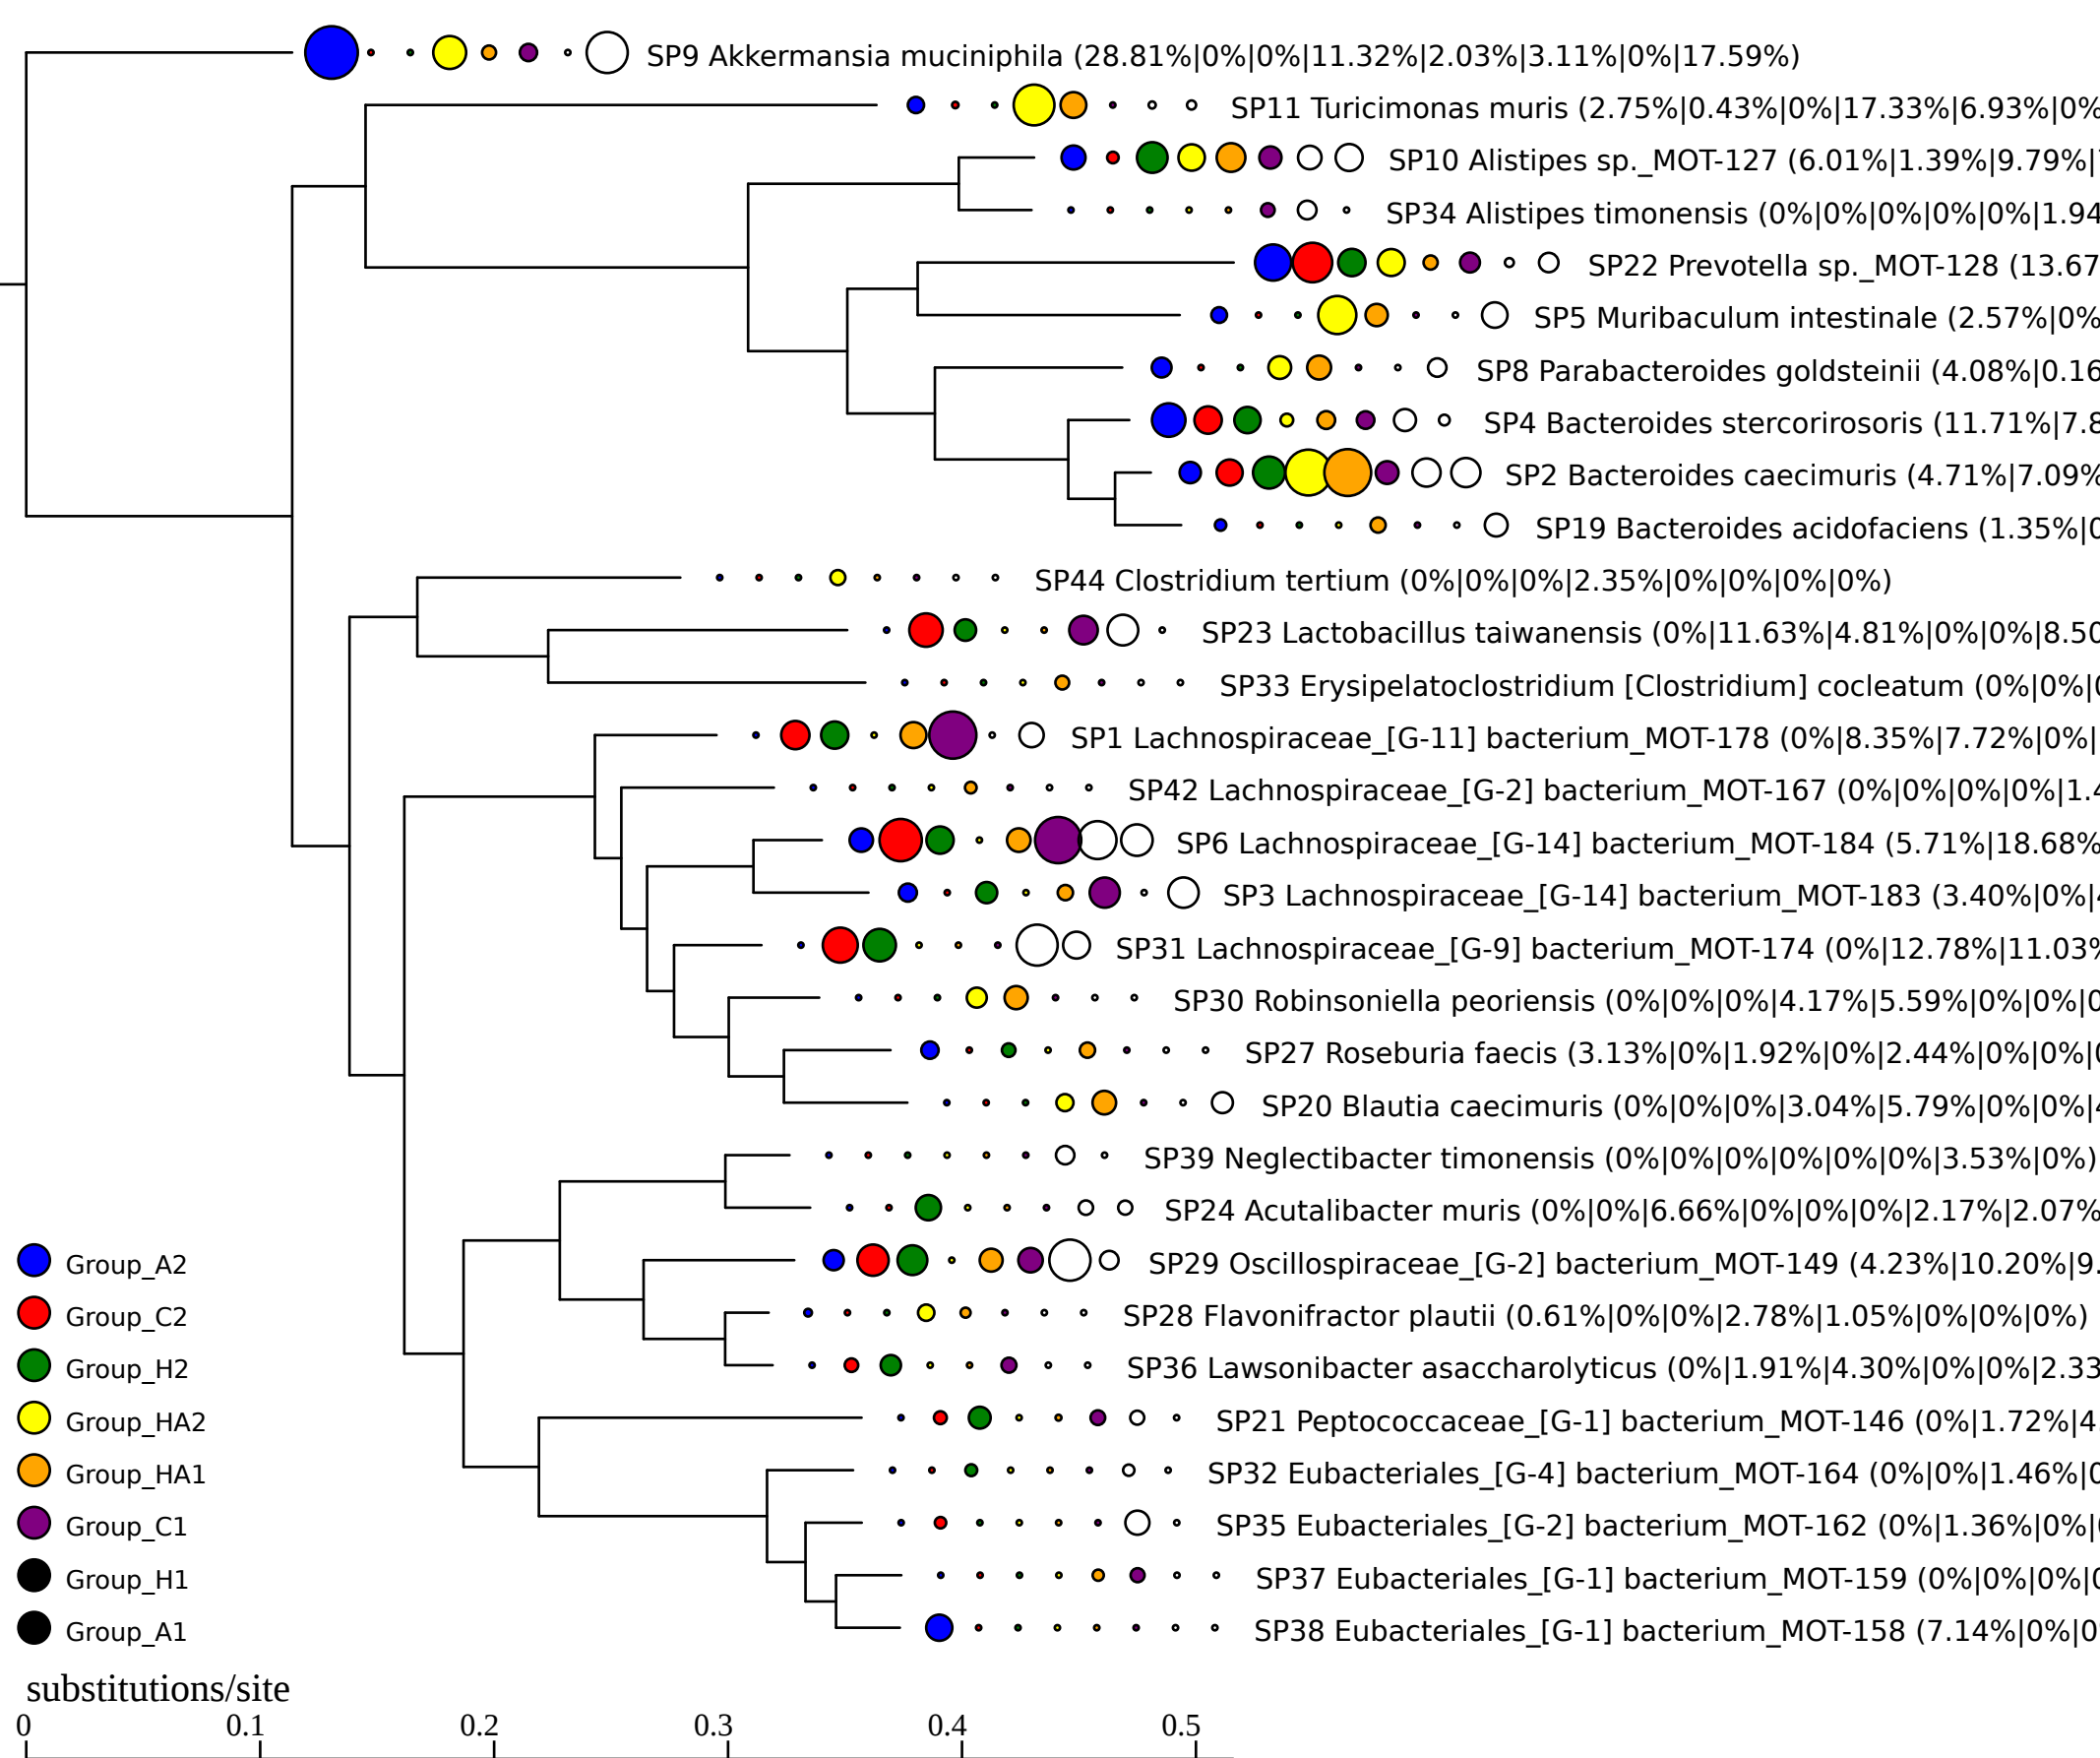 SP9 Akkermansia muciniphila (28.81%|0%|0%|11.32%|2.03%|3.11%|0%|17.59%)
SP11 Turicimonas muris (2.75%|0.43%|0%|17.33%|6.93%|0%
SP10 Alistipes sp._MOT-127 (6.01%|1.39%|9.79%|
SP34 Alistipes timonensis (0%|0%|0%|0%|0%|1.94
SP22 Prevotella sp._MOT-128 (13.67
SP5 Muribaculum intestinale (2.57%|0%
SP8 Parabacteroides goldsteinii (4.08%|0.16
SP4 Bacteroides stercorirosoris (11.71%|7.8
SP2 Bacteroides caecimuris (4.71%|7.09%
SP19 Bacteroides acidofaciens (1.35%|0
SP44 Clostridium tertium (0%|0%|0%|2.35%|0%|0%|0%|0%)
SP23 Lactobacillus taiwanensis (0%|11.63%|4.81%|0%|0%|8.50
SP33 Erysipelatoclostridium [Clostridium] cocleatum (0%|0%|0
SP1 Lachnospiraceae_[G-11] bacterium_MOT-178 (0%|8.35%|7.72%|0%|
SP42 Lachnospiraceae_[G-2] bacterium_MOT-167 (0%|0%|0%|0%|1.4
SP6 Lachnospiraceae_[G-14] bacterium_MOT-184 (5.71%|18.68%
SP3 Lachnospiraceae_[G-14] bacterium_MOT-183 (3.40%|0%|4
SP31 Lachnospiraceae_[G-9] bacterium_MOT-174 (0%|12.78%|11.03%
SP30 Robinsoniella peoriensis (0%|0%|0%|4.17%|5.59%|0%|0%|0
SP27 Roseburia faecis (3.13%|0%|1.92%|0%|2.44%|0%|0%|0
SP20 Blautia caecimuris (0%|0%|0%|3.04%|5.79%|0%|0%|4
SP39 Neglectibacter timonensis (0%|0%|0%|0%|0%|0%|3.53%|0%)
SP24 Acutalibacter muris (0%|0%|6.66%|0%|0%|0%|2.17%|2.07%
SP29 Oscillospiraceae_[G-2] bacterium_MOT-149 (4.23%|10.20%|9.
SP28 Flavonifractor plautii (0.61%|0%|0%|2.78%|1.05%|0%|0%|0%)
SP36 Lawsonibacter asaccharolyticus (0%|1.91%|4.30%|0%|0%|2.33
SP21 Peptococcaceae_[G-1] bacterium_MOT-146 (0%|1.72%|4
SP32 Eubacteriales_[G-4] bacterium_MOT-164 (0%|0%|1.46%|0
SP35 Eubacteriales_[G-2] bacterium_MOT-162 (0%|1.36%|0%|
SP37 Eubacteriales_[G-1] bacterium_MOT-159 (0%|0%|0%|0
SP38 Eubacteriales_[G-1] bacterium_MOT-158 (7.14%|0%|0
Group_A2
Group_C2
Group_H2
Group_HA2
Group_HA1
Group_C1
Group_H1
Group_A1
substitutions/site
0 0.1 0.2 0.3 0.4 0.5